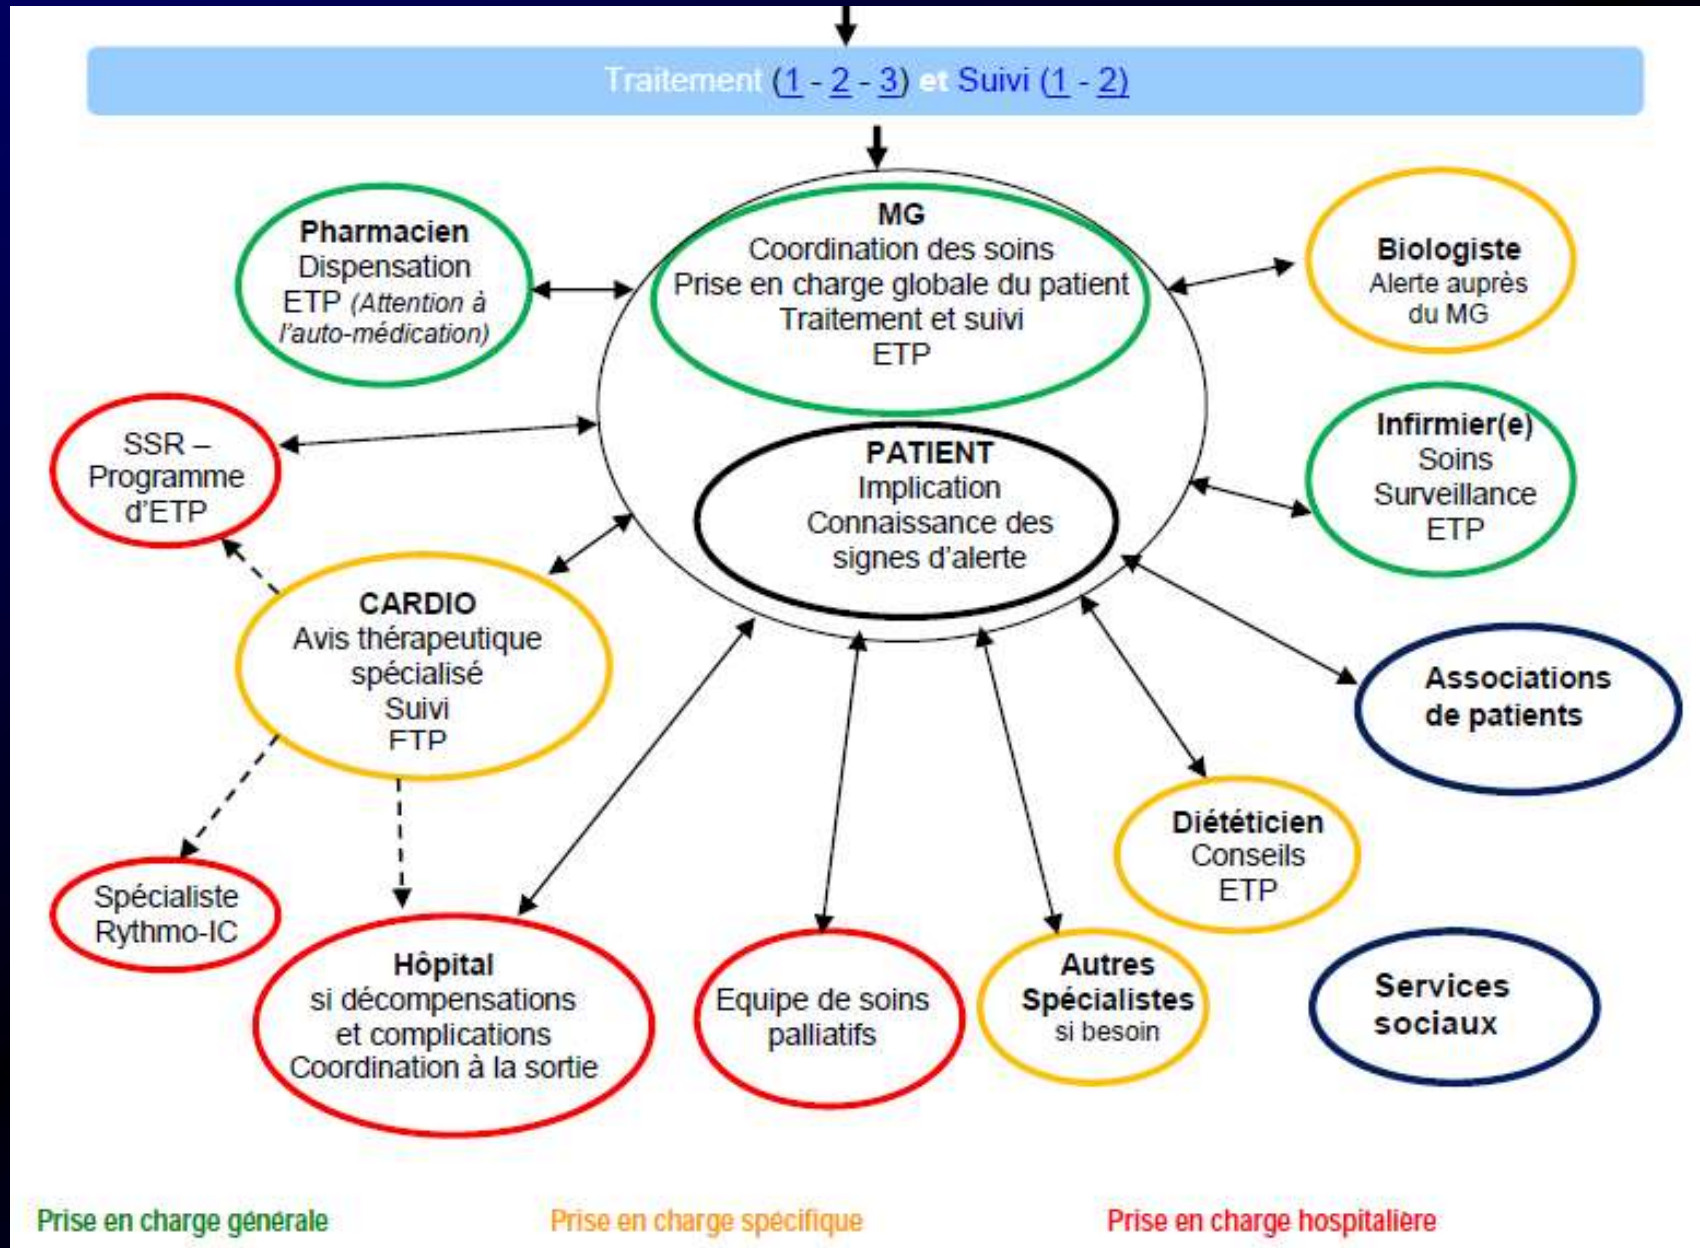 Traitement (1 - 2 - 3) et Suivi (1 - 2)
MG
Coordination des soins
Prise en charge globale du patient
Traitement et suivi
ETP
Pharmacien
Dispensation
ETP (Attention à
l'auto-médication)
Biologiste
Alerte auprès
du MG
SSR –
Programme
d'ETP
PATIENT
Implication
Connaissance des
signes d'alerte
Infirmier(e)
Soins
Surveillance
ETP
CARDIO
Avis thérapeutique
spécialisé
Suivi
ETP
Associations
de patients
Diététicien
Conseils
ETP
Spécialiste
Rythmo-IC
Hôpital
si décompensations
et complications
Coordination à la sortie
Equipe de soins
palliatifs
Autres
Spécialistes
si besoin
Services
sociaux
Prise en charge générale
Prise en charge spécifique
Prise en charge hospitalière